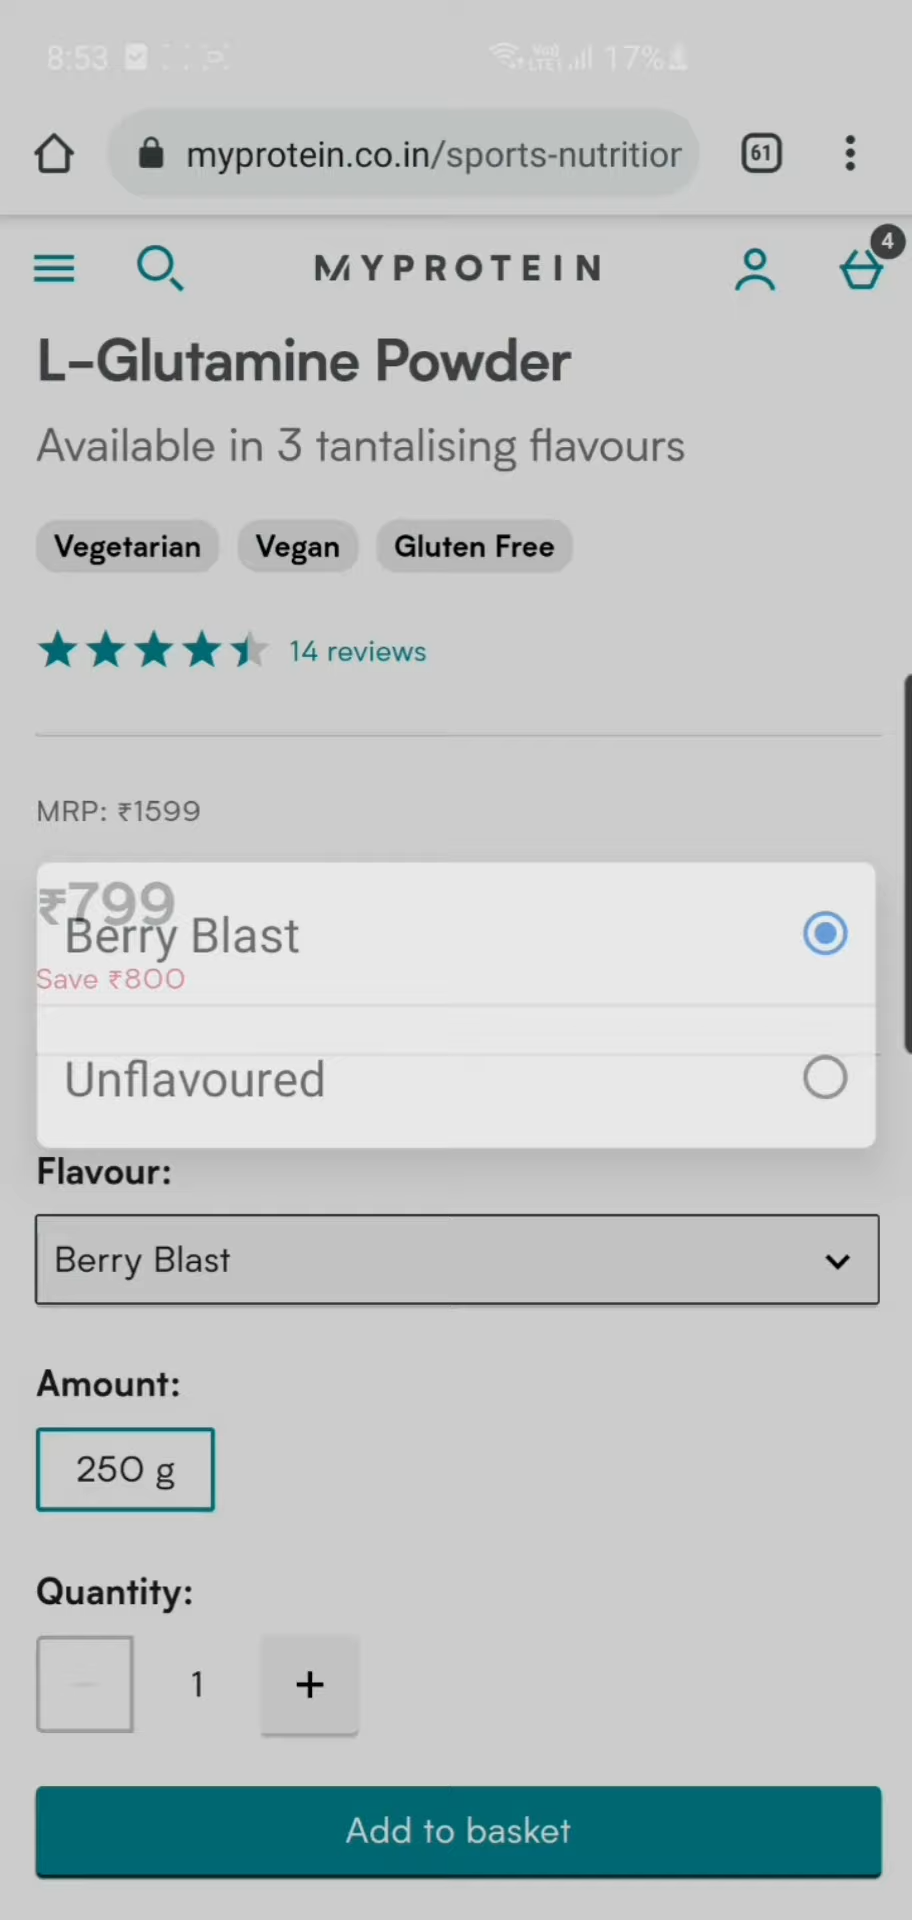 8:53
VoLTE1 17%
myprotein.co.in/sports-nutrition
61
MYPROTEIN
4
L-Glutamine Powder
Available in 3 tantalising flavours
Vegetarian Vegan Gluten Free
14 reviews
MRP: ₹1599
₹799
Berry Blast
Save ₹800
Unflavoured
Flavour:
Berry Blast
Amount:
250 g
Quantity:
1 +
Add to basket